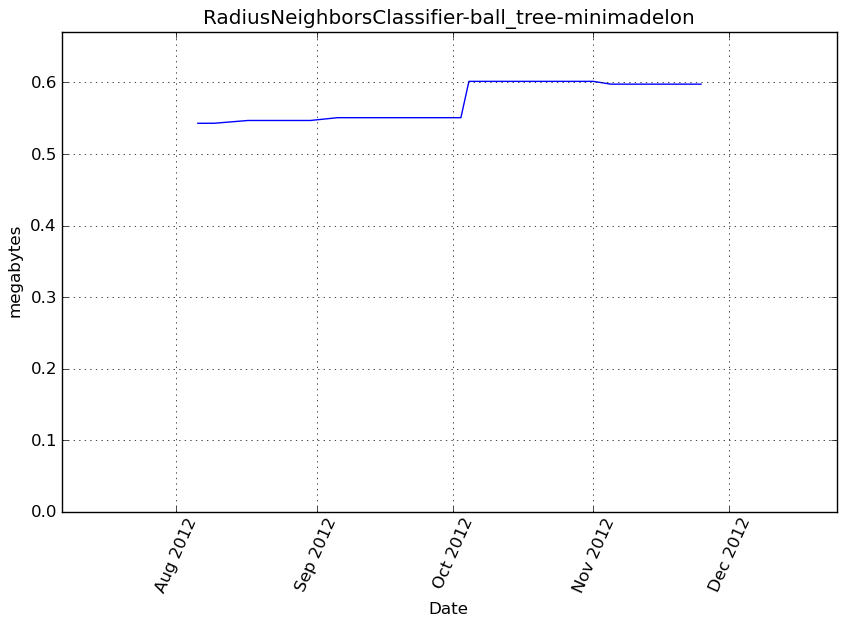 RadiusNeighborsClassifier-ball_tree-minimadelon
0.6
0.5
0.4
0.3
0.2
0.1
0.0
megabytes
Aug 2012
Sep 2012
Oct 2012
Nov 2012
Dec 2012
Date